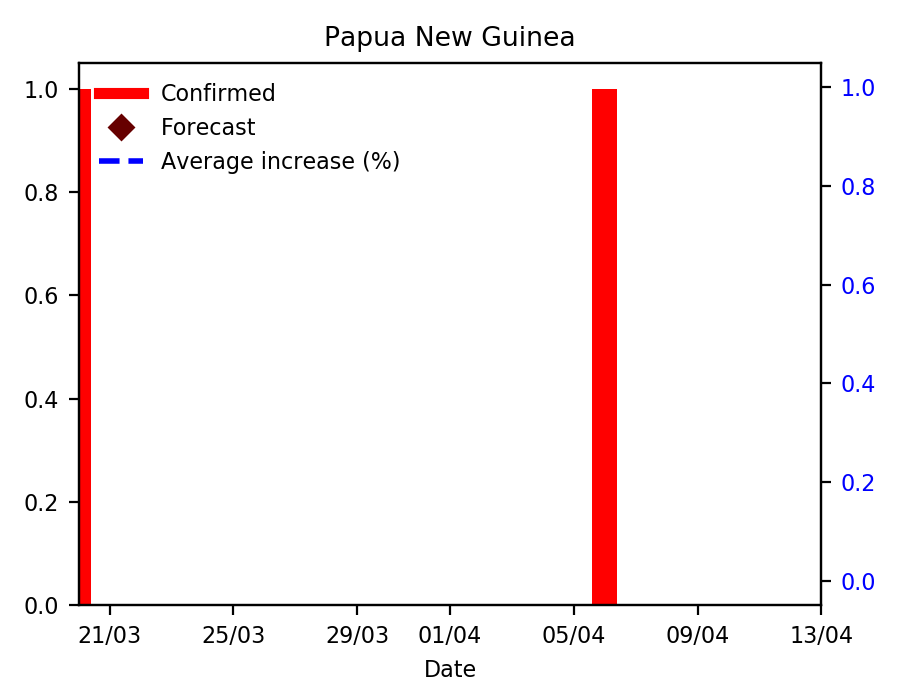 Papua New Guinea
Confirmed
Forecast
Average increase (%)
1.0
0.8
0.6
0.4
0.2
0.0
1.0
0.8
0.6
0.4
0.2
0.0
21/03 25/03 29/03 01/04 05/04 09/04 13/04
Date